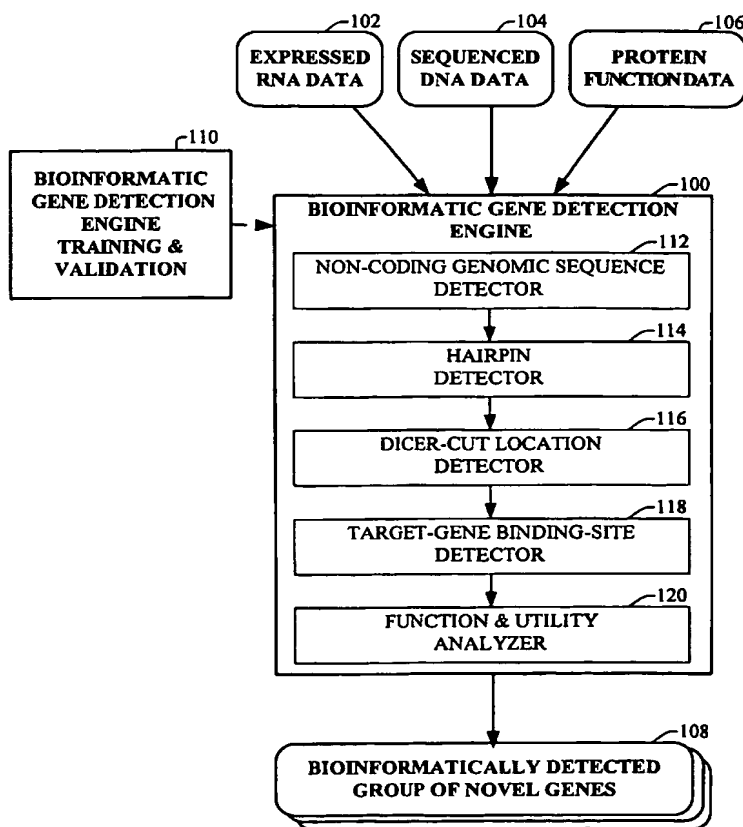 102
104
106
EXPRESSED
RNA DATA
SEQUENCED
DNA DATA
PROTEIN
FUNCTION DATA
110
BIOINFORMATIC
GENE DETECTION
ENGINE
TRAINING &
VALIDATION
100
BIOINFORMATIC GENE DETECTION
ENGINE
112
NON-CODING GENOMIC SEQUENCE
DETECTOR
114
HAIRPIN
DETECTOR
116
DICER-CUT LOCATION
DETECTOR
118
TARGET-GENE BINDING-SITE
DETECTOR
120
FUNCTION & UTILITY
ANALYZER
108
BIOINFORMATICALLY DETECTED
GROUP OF NOVEL GENES